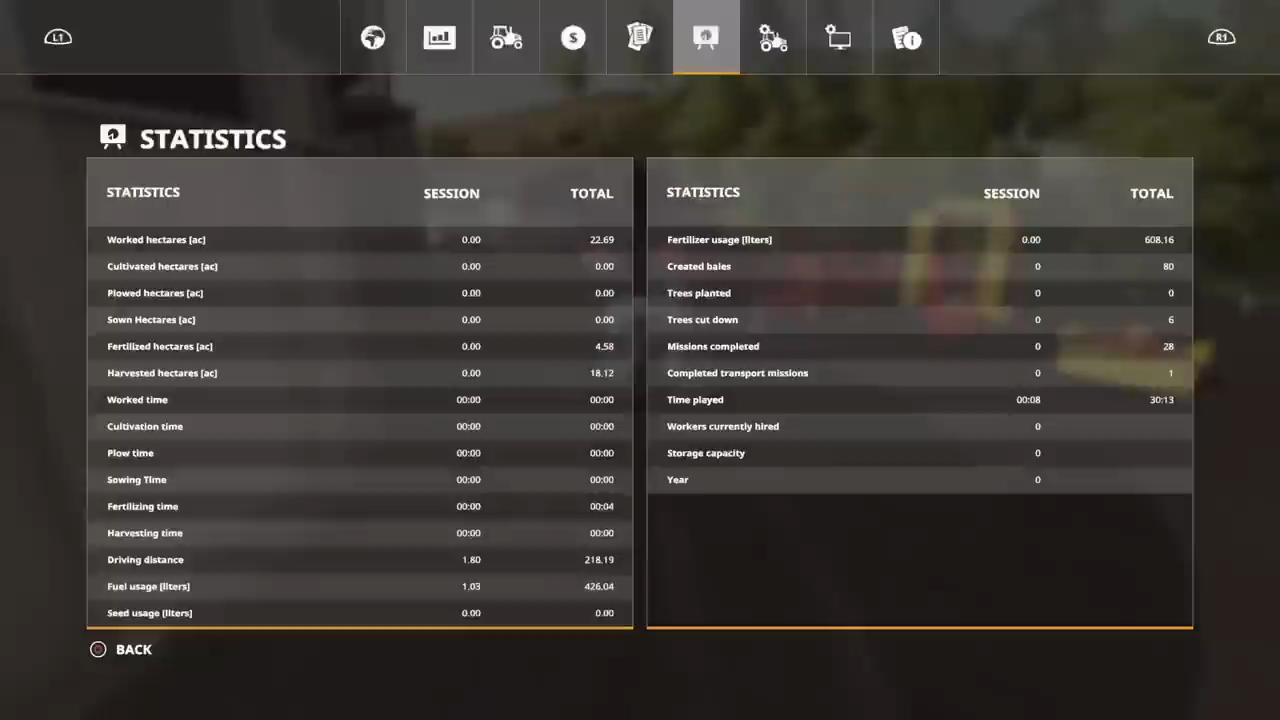 L1
R1
STATISTICS
STATISTICS SESSION TOTAL
Worked hectares [ac] 0.00 22.69
Cultivated hectares [ac] 0.00 0.00
Plowed hectares [ac] 0.00 0.00
Sown Hectares [ac] 0.00 0.00
Fertilized hectares [ac] 0.00 4.58
Harvested hectares [ac] 0.00 18.12
Worked time 00:00 00:00
Cultivation time 00:00 00:00
Plow time 00:00 00:00
Sowing Time 00:00 00:00
Fertilizing time 00:00 00:04
Harvesting time 00:00 00:00
Driving distance 1.80 218.19
Fuel usage [liters] 1.03 426.04
Seed usage [liters] 0.00 0.00
STATISTICS SESSION TOTAL
Fertilizer usage [liters] 0.00 608.16
Created bales 0 80
Trees planted 0 0
Trees cut down 0 6
Missions completed 0 28
Completed transport missions 0 1
Time played 00:08 30:13
Workers currently hired 0
Storage capacity 0
Year 0
BACK